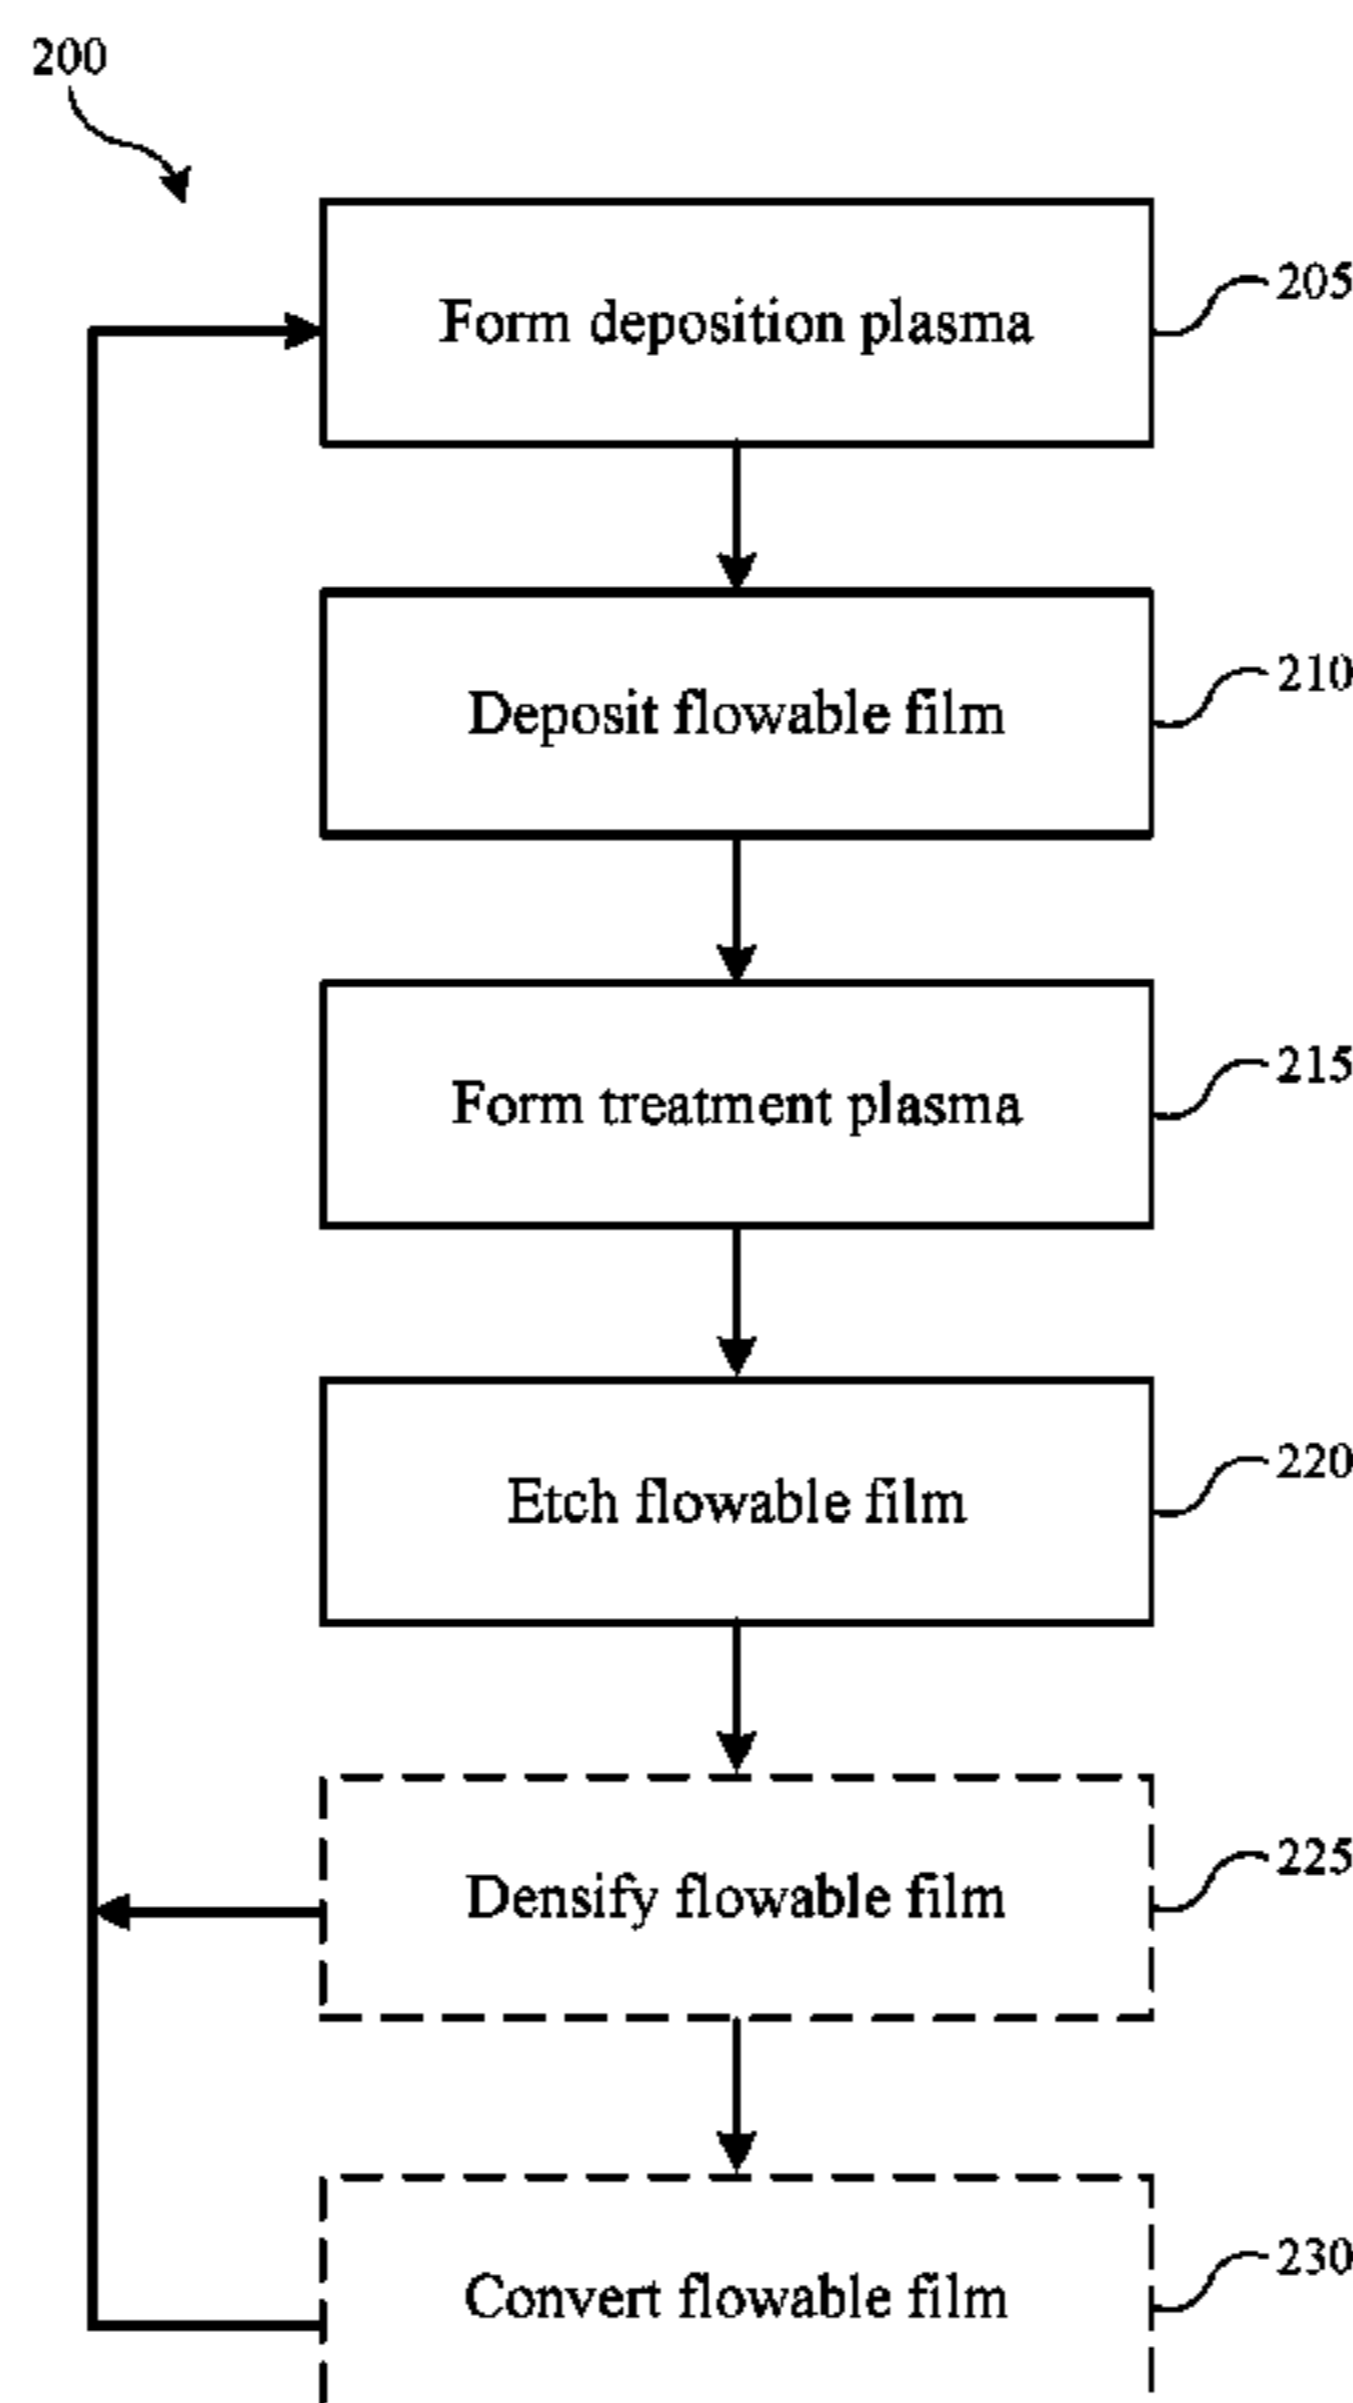 200
Form deposition plasma
205
Deposit flowable film
210
Form treatment plasma
215
Etch flowable film
220
Densify flowable film
225
Convert flowable film
230